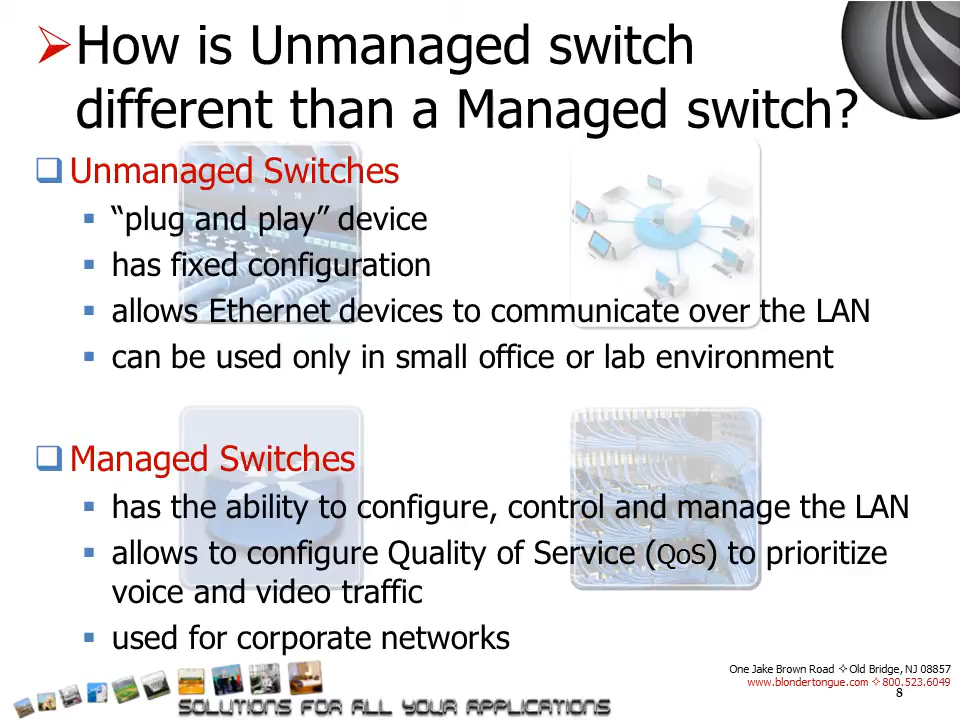 How is Unmanaged switch
different than a Managed switch?
Unmanaged Switches
“plug and play” device
has fixed configuration
allows Ethernet devices to communicate over the LAN
can be used only in small office or lab environment
Managed Switches
has the ability to configure, control and manage the LAN
allows to configure Quality of Service (QoS) to prioritize
voice and video traffic
used for corporate networks
One Jake Brown Road ✧ Old Bridge, NJ 08857
www.blondertongue.com ✧ 800.523.6049
8
SOLUTIONS FOR ALL YOUR APPLICATIONS